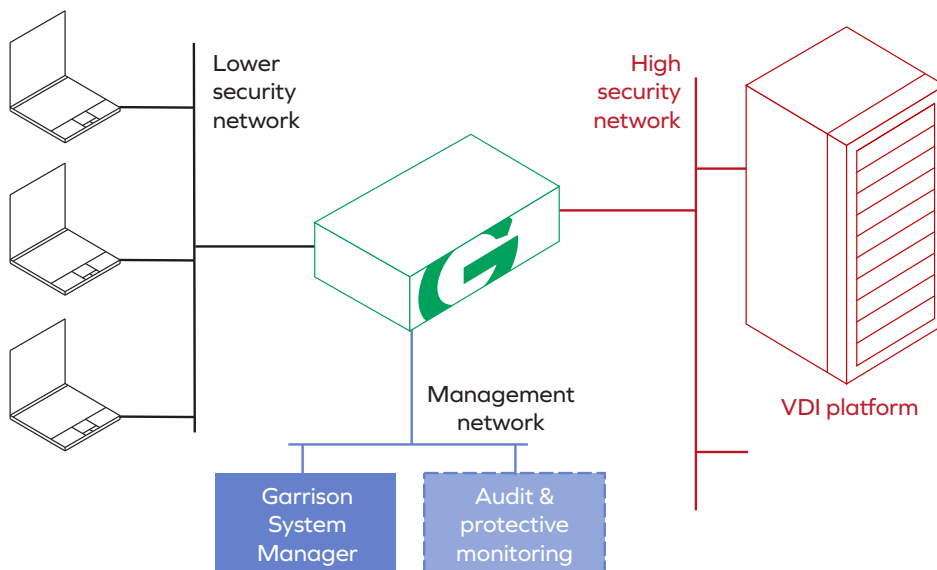 Lower
security
network
High
security
network
G
VDI platform
Management
network
Garrison
System
Manager
Audit &
protective
monitoring